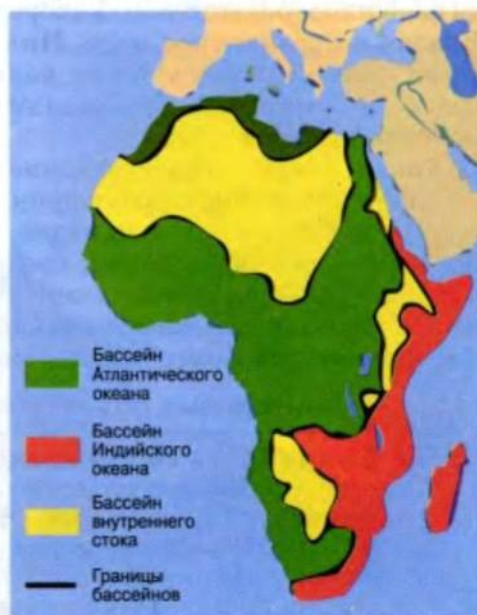 Бассейн
Атлантического
океана
Бассейн
Индийского
океана
Бассейн
внутреннего
стока
Границы
бассейнов